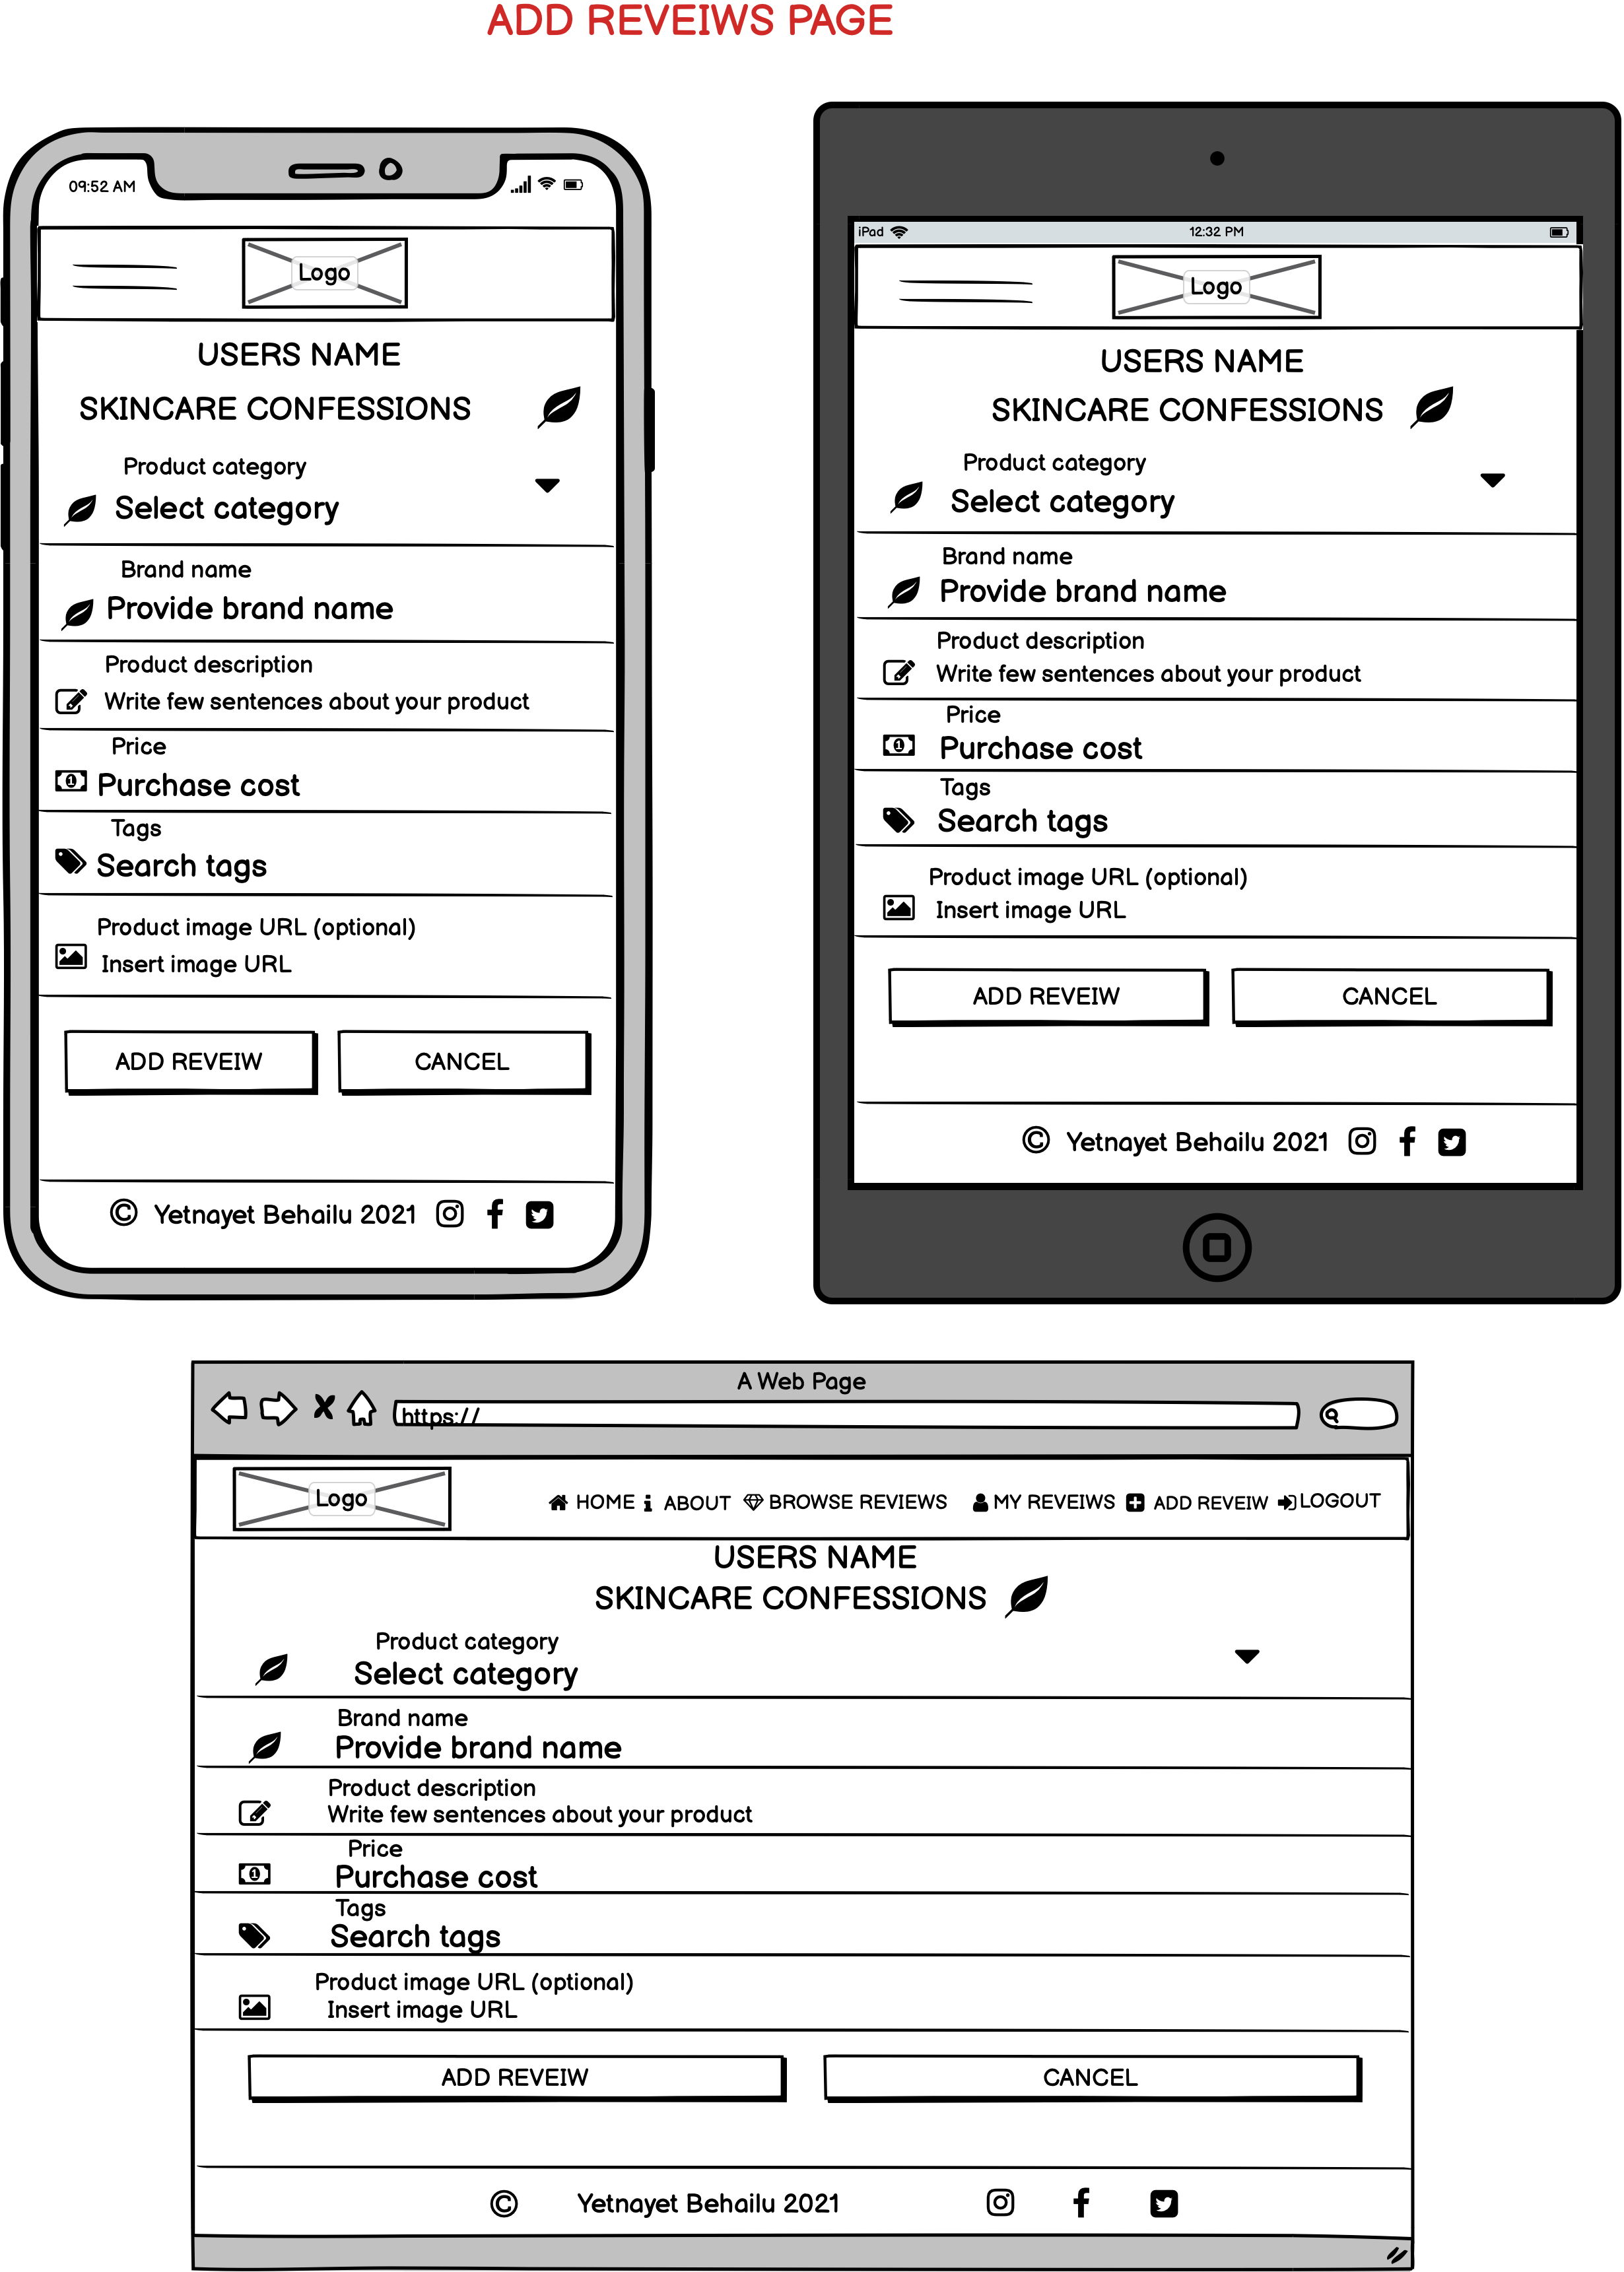 ADD REVEIWS PAGE
09:52 AM
Logo
USERS NAME
SKINCARE CONFESSIONS
Product category
Select category
Brand name
Provide brand name
Product description
Write few sentences about your product
Price
1
Purchase cost
Tags
Search tags
Product image URL (optional)
Insert image URL
ADD REVEIW
CANCEL
© Yetnayet Behailu 2021
iPad
12:32 PM
Logo
USERS NAME
SKINCARE CONFESSIONS
Product category
Select category
Brand name
Provide brand name
Product description
Write few sentences about your product
Price
1
Purchase cost
Tags
Search tags
Product image URL (optional)
Insert image URL
ADD REVEIW
CANCEL
© Yetnayet Behailu 2021
A Web Page
https://
Logo
HOME ABOUT BROWSE REVIEWS MY REVEIWS ADD REVEIW LOGOUT
USERS NAME
SKINCARE CONFESSIONS
Product category
Select category
Brand name
Provide brand name
Product description
Write few sentences about your product
Price
1
Purchase cost
Tags
Search tags
Product image URL (optional)
Insert image URL
ADD REVEIW
CANCEL
© Yetnayet Behailu 2021